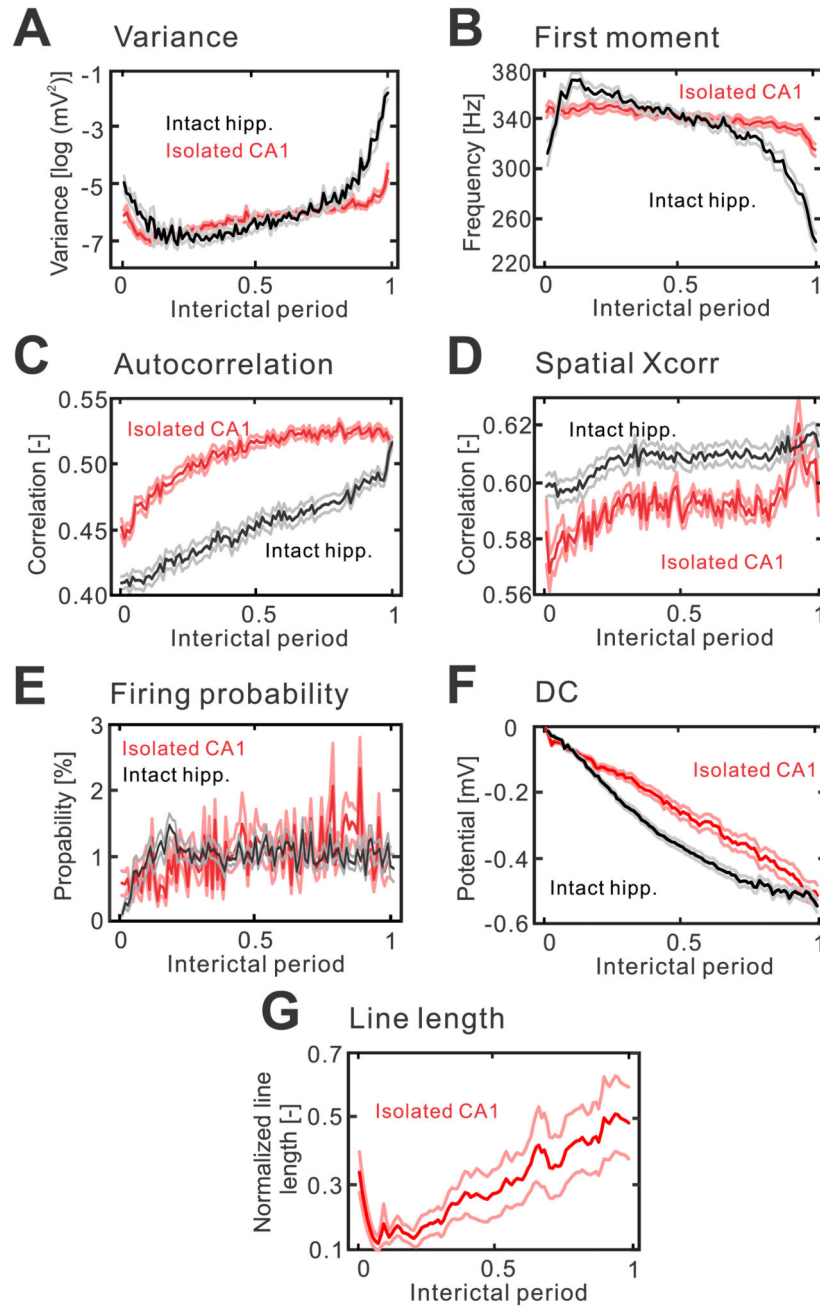 A Variance
Variance [log (mV²)]
-1
-3
-5
-7
Intact hipp.
Isolated CA1
0 0.5 1
Interictal period
B First moment
Frequency [Hz]
380
340
300
260
220
Isolated CA1
Intact hipp.
0 0.5 1
Interictal period
C Autocorrelation
Correlation [-]
0.55
0.50
0.45
0.40
Isolated CA1
Intact hipp.
0 0.5 1
Interictal period
D Spatial Xcorr
Correlation [-]
0.62
0.60
0.58
0.56
Intact hipp.
Isolated CA1
0 0.5 1
Interictal period
E Firing probability
Propability [%]
3
2
1
0
Isolated CA1
Intact hipp.
0 0.5 1
Interictal period
F DC
Potential [mV]
0
-0.2
-0.4
-0.6
Isolated CA1
Intact hipp.
0 0.5 1
Interictal period
G Line length
Normalized line
length [-]
0.7
0.5
0.3
0.1
Isolated CA1
0 0.5 1
Interictal period